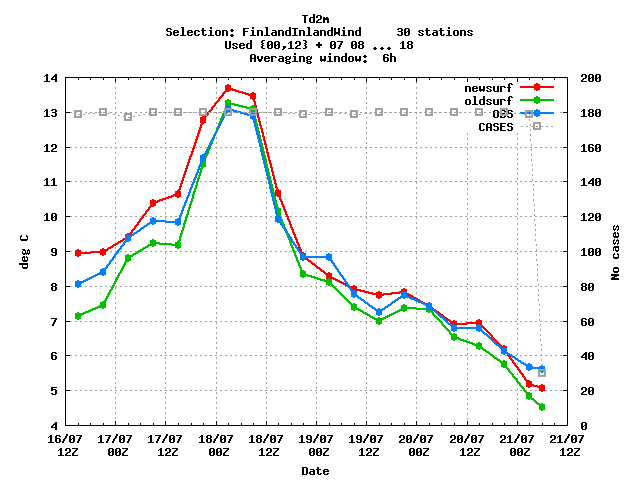 Td2m
Selection: FinlandInlandWind     30 stations
Used {00,12} + 07 08 ... 18
Averaging window:  6h
newsurf
oldsurf
OBS
CASES
14
13
12
11
10
9
8
7
6
5
4
deg C
200
180
160
140
120
100
80
60
40
20
0
No cases
16/07 17/07 17/07 18/07 18/07 19/07 19/07 20/07 20/07 21/07 21/07
12Z 00Z 12Z 00Z 12Z 00Z 12Z 00Z 12Z 00Z 12Z
Date